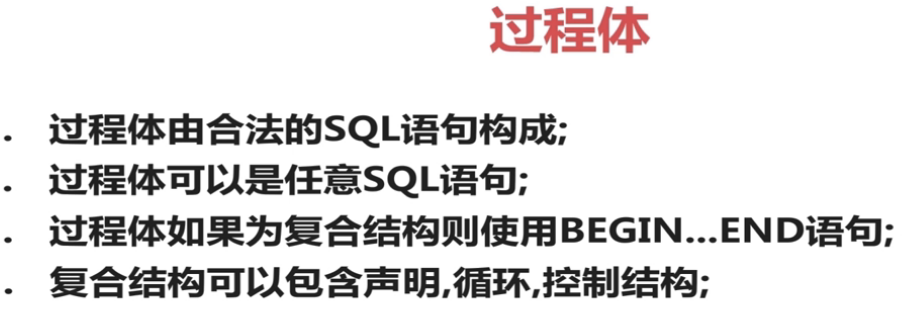 过程体
. 过程体由合法的SQL语句构成;
. 过程体可以是任意SQL语句;
. 过程体如果为复合结构则使用BEGIN...END语句;
. 复合结构可以包含声明,循环,控制结构;